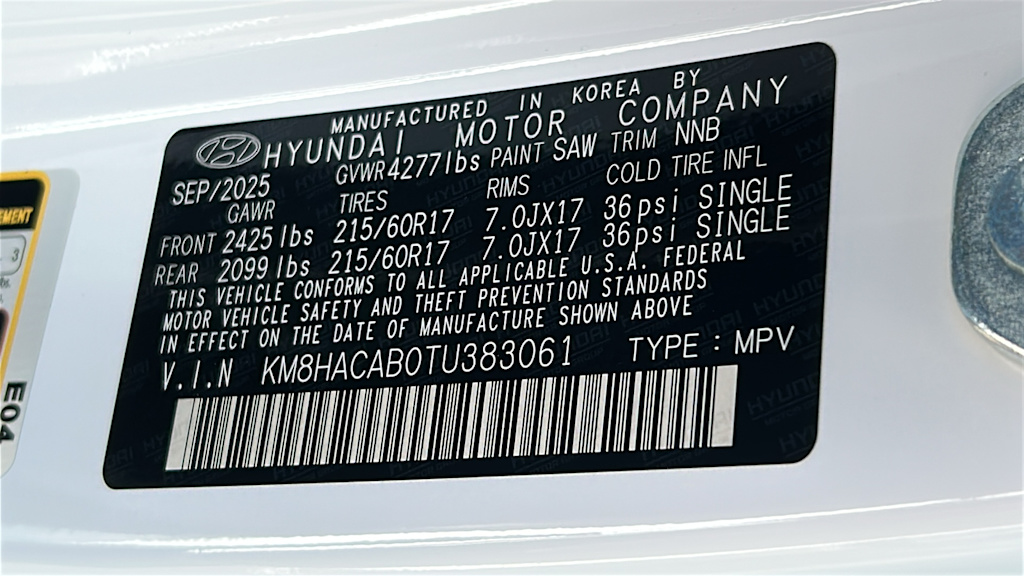 MANUFACTURED IN KOREA BY
HYUNDAI MOTOR COMPANY
SEP/2025 GVWR 4277lbs PAINT SAW TRIM NNB
GAWR TIRES RIMS COLD TIRE INFL
FRONT 2425 lbs 215/60R17 7.0JX17 36psi SINGLE
REAR 2099 lbs 215/60R17 7.0JX17 36psi SINGLE
THIS VEHICLE CONFORMS TO ALL APPLICABLE U.S.A. FEDERAL
MOTOR VEHICLE SAFETY AND THEFT PREVENTION STANDARDS
IN EFFECT ON THE DATE OF MANUFACTURE SHOWN ABOVE
V.I.N KM8HACAB0TU383061 TYPE : MPV
EMENT
3
E04